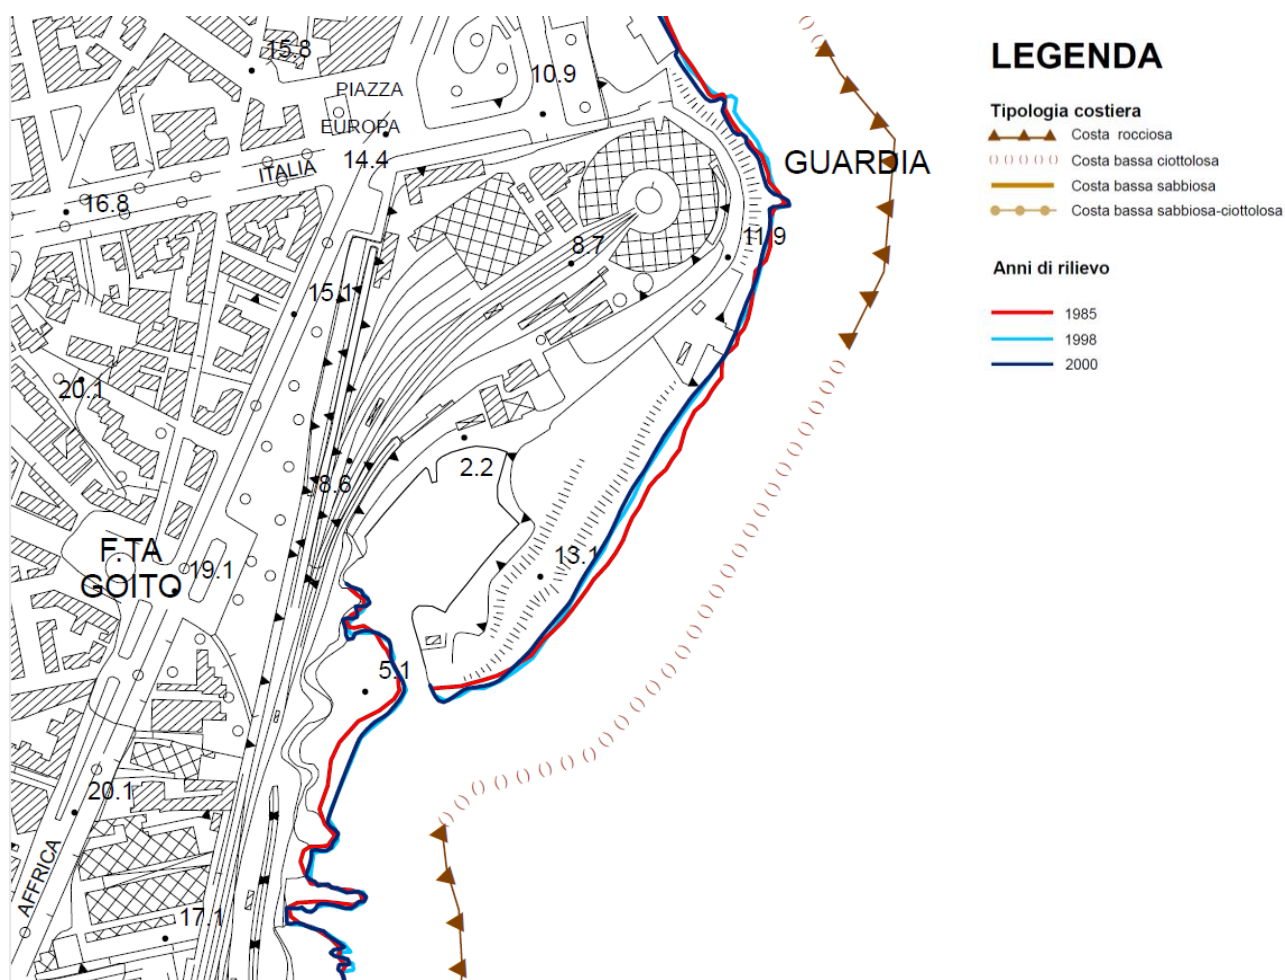 15.8
PIAZZA
EUROPA
10.9
14.4
ITALIA
16.8
GUARDIA
11.9
8.7
15.1
20.1
2.2
8.6
F.TA
GOITO
19.1
13.1
5.1
20.1
AFFRICA
17.1
LEGENDA
Tipologia costiera
Costa rocciosa
Costa bassa ciottolosa
Costa bassa sabbiosa
Costa bassa sabbiosa-ciottolosa
Anni di rilievo
1985
1998
2000